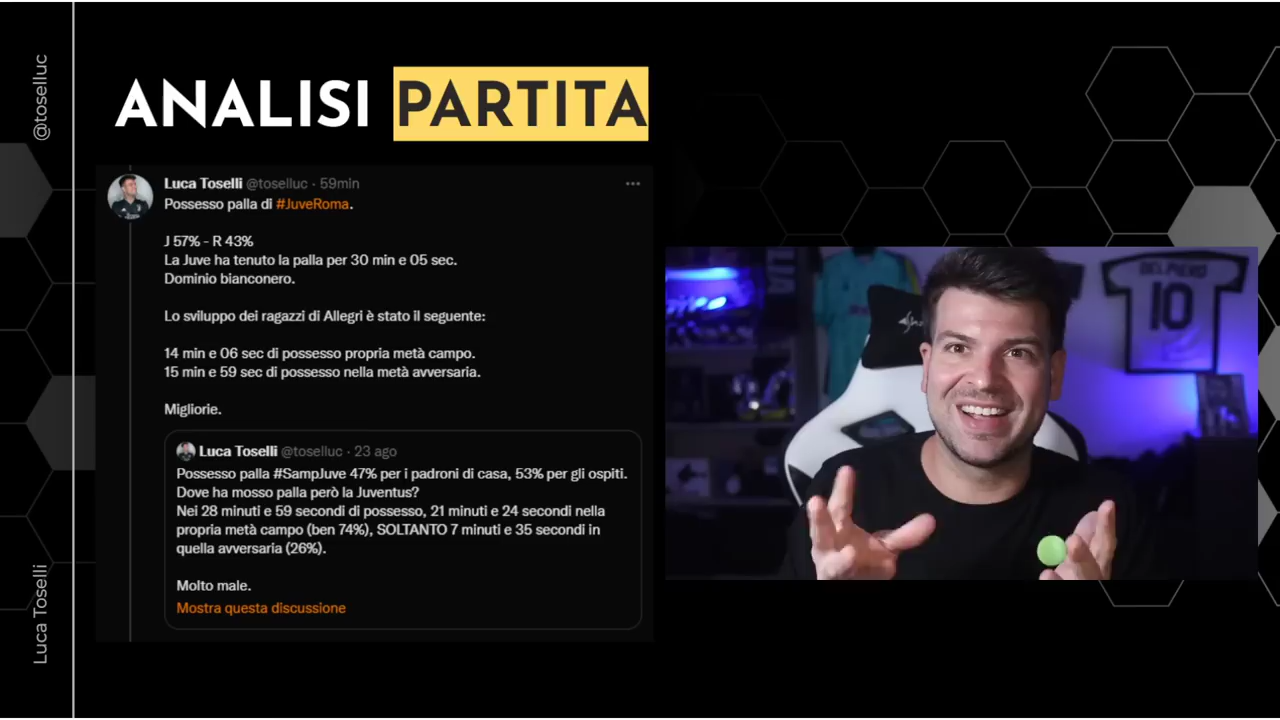 @toselluc
Luca Toselli
ANALISI PARTITA
Luca Toselli @toselluc · 59min
Possesso palla di #JuveRoma.
J 57% - R 43%
La Juve ha tenuto la palla per 30 min e 05 sec.
Dominio bianconero.
Lo sviluppo dei ragazzi di Allegri è stato il seguente:
14 min e 06 sec di possesso propria metà campo.
15 min e 59 sec di possesso nella metà avversaria.
Migliorie.
Luca Toselli @toselluc · 23 ago
Possesso palla #SampJuve 47% per i padroni di casa, 53% per gli ospiti.
Dove ha mosso palla però la Juventus?
Nei 28 minuti e 59 secondi di possesso, 21 minuti e 24 secondi nella
propria metà campo (ben 74%), SOLTANTO 7 minuti e 35 secondi in
quella avversaria (26%).
Molto male.
Mostra questa discussione
DEL PIERO
10